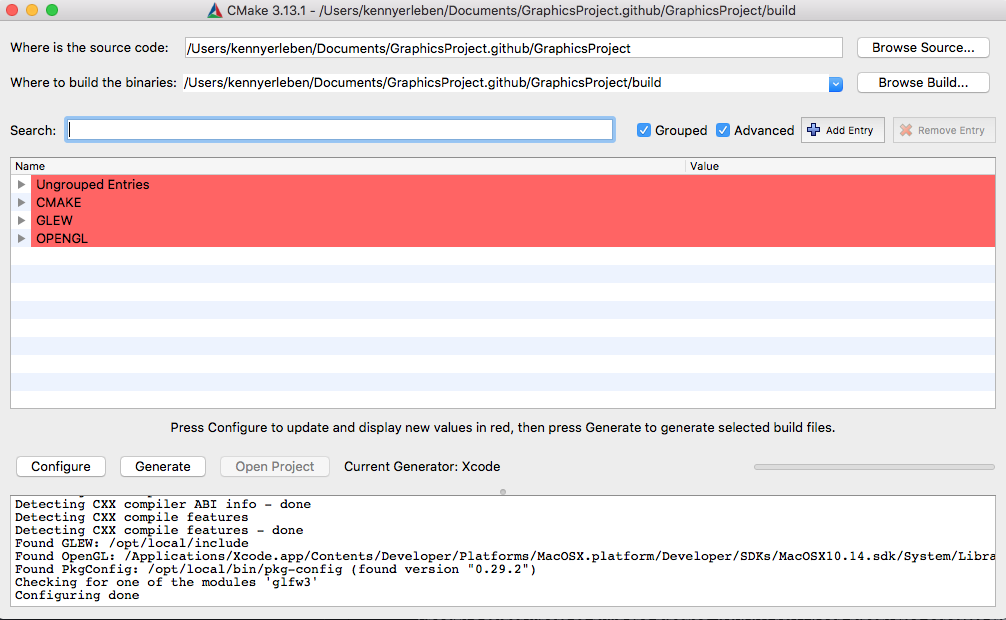 CMake 3.13.1 - /Users/kennyerleben/Documents/GraphicsProject.github/GraphicsProject/build
Where is the source code: /Users/kennyerleben/Documents/GraphicsProject.github/GraphicsProject Browse Source...
Where to build the binaries: /Users/kennyerleben/Documents/GraphicsProject.github/GraphicsProject/build Browse Build...
Search: Grouped Advanced Add Entry Remove Entry
Name Value
Ungrouped Entries
CMAKE
GLEW
OPENGL
Press Configure to update and display new values in red, then press Generate to generate selected build files.
Configure Generate Open Project Current Generator: Xcode
Detecting CXX compiler ABI info - done
Detecting CXX compile features
Detecting CXX compile features - done
Found GLEW: /opt/local/include
Found OpenGL: /Applications/Xcode.app/Contents/Developer/Platforms/MacOSX.platform/Developer/SDKs/MacOSX10.14.sdk/System/Libra
Found PkgConfig: /opt/local/bin/pkg-config (found version "0.29.2")
Checking for one of the modules 'glfw3'
Configuring done